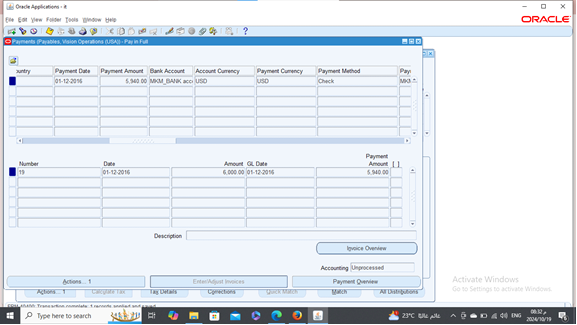 Oracle Applications - it
File Edit View Folder Tools Window Help
ORACLE
Payments (Payables, Vision Operations (USA)) - Pay in Full
ountry Payment Date Payment Amount Bank Account Account Currency Payment Currency Payment Method Pay
01-12-2016 5,940.00 MKM_BANK acc USD USD Check MK
Payment
Number Date Amount GL Date Amount [ ]
19 01-12-2016 6,000.00 01-12-2016 5,940.00
Description
Invoice Overview
Accounting Unprocessed
Actions... 1 Enter/Adjust Invoices Payment Overview
Actions... 1 Calculate Tax Tax Details Corrections Quick Match Match All Distributions
Activate Windows
Go to Settings to activate Windows.
FRM-40400: Transaction complete: 1 records applied and saved.
Type here to search
23°C
غائم غالبًا
ENG
08:32 م
2024/10/19